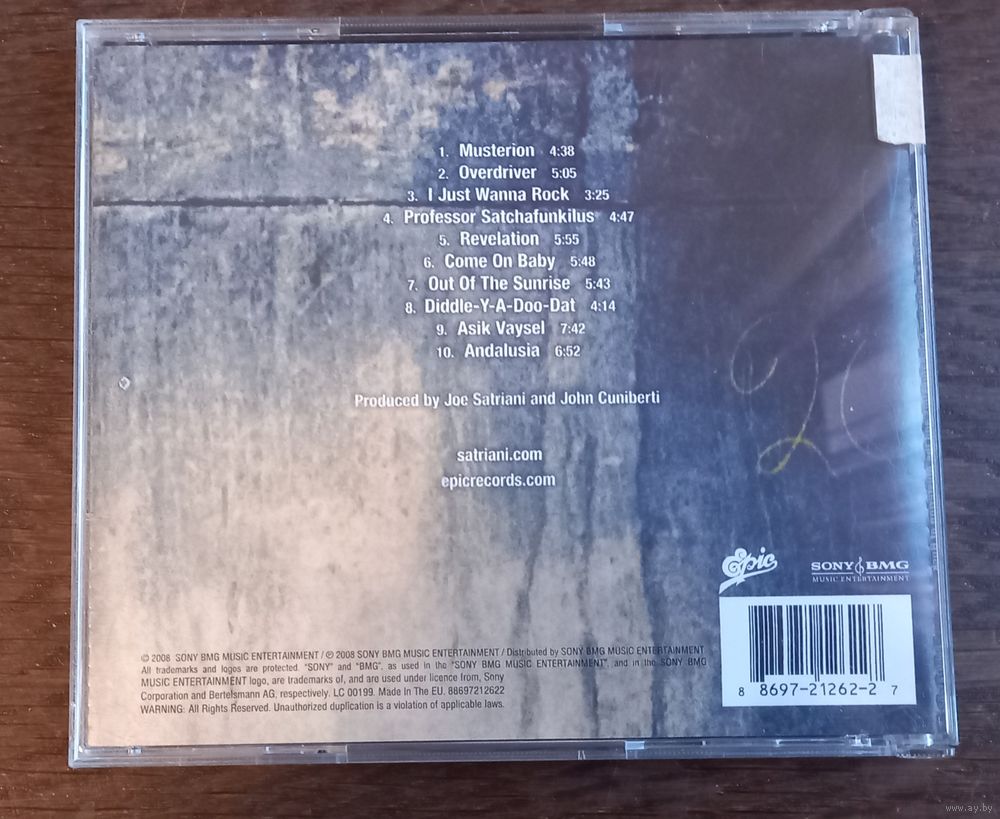 1. Musterion 4:38
2. Overdriver 5:05
3. I Just Wanna Rock 3:25
4. Professor Satchafunkilus 4:47
5. Revelation 5:55
6. Come On Baby 5:48
7. Out Of The Sunrise 5:43
8. Diddle-Y-A-Doo-Dat 4:14
9. Asik Vaysel 7:42
10. Andalusia 6:52
Produced by Joe Satriani and John Cuniberti
satriani.com
epicrecords.com
Epic
SONY BMG
MUSIC ENTERTAINMENT
© 2008 SONY BMG MUSIC ENTERTAINMENT / ℗ 2008 SONY BMG MUSIC ENTERTAINMENT / Distributed by SONY BMG MUSIC ENTERTAINMENT
All trademarks and logos are protected. "SONY" and "BMG", as used in the "SONY BMG MUSIC ENTERTAINMENT", and in the SONY BMG
MUSIC ENTERTAINMENT logo, are trademarks of, and are used under licence from, Sony
Corporation and Bertelsmann AG, respectively. LC 00199. Made In The EU. 88697212622
WARNING: All Rights Reserved. Unauthorized duplication is a violation of applicable laws.
8 8697-21262-2 7
www.ay.by